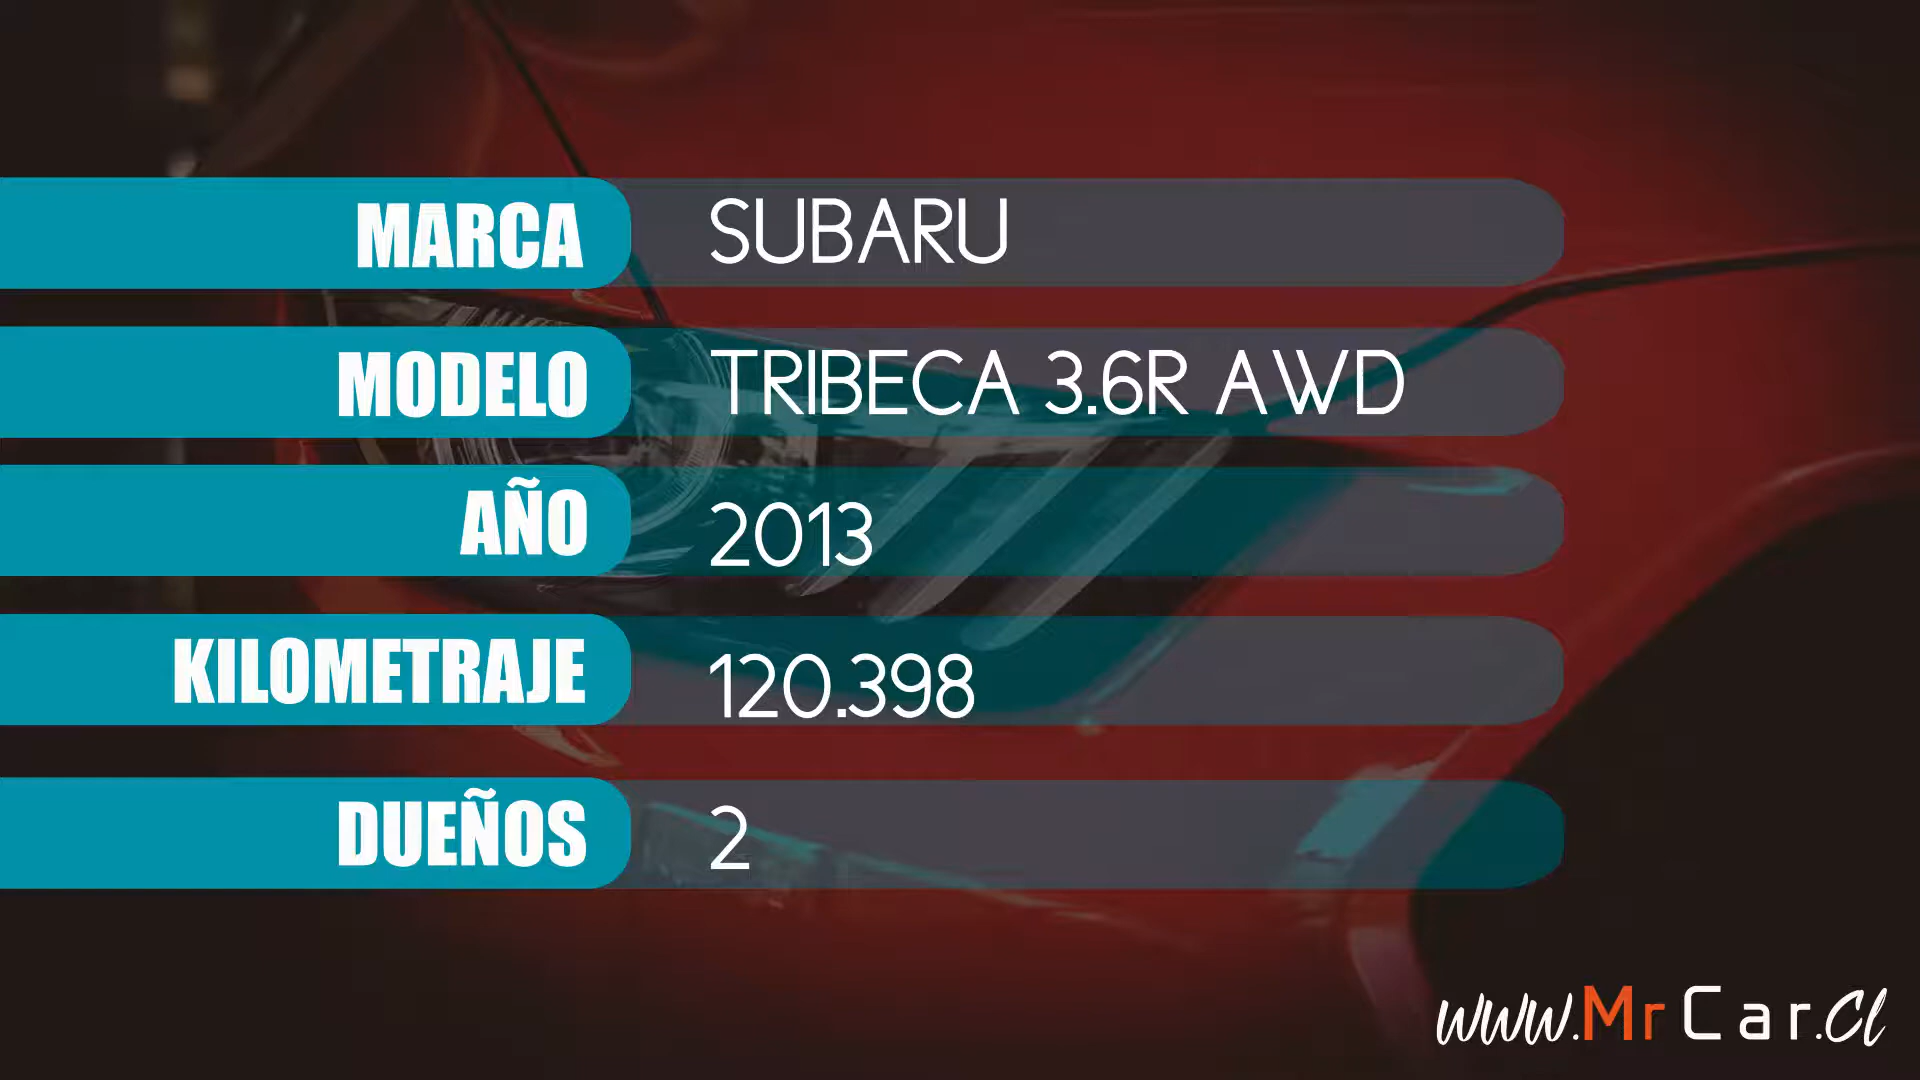 MARCA SUBARU
MODELO TRIBECA 3.6R AWD
AÑO 2013
KILOMETRAJE 120.398
DUEÑOS 2
www.MrCar.Cl